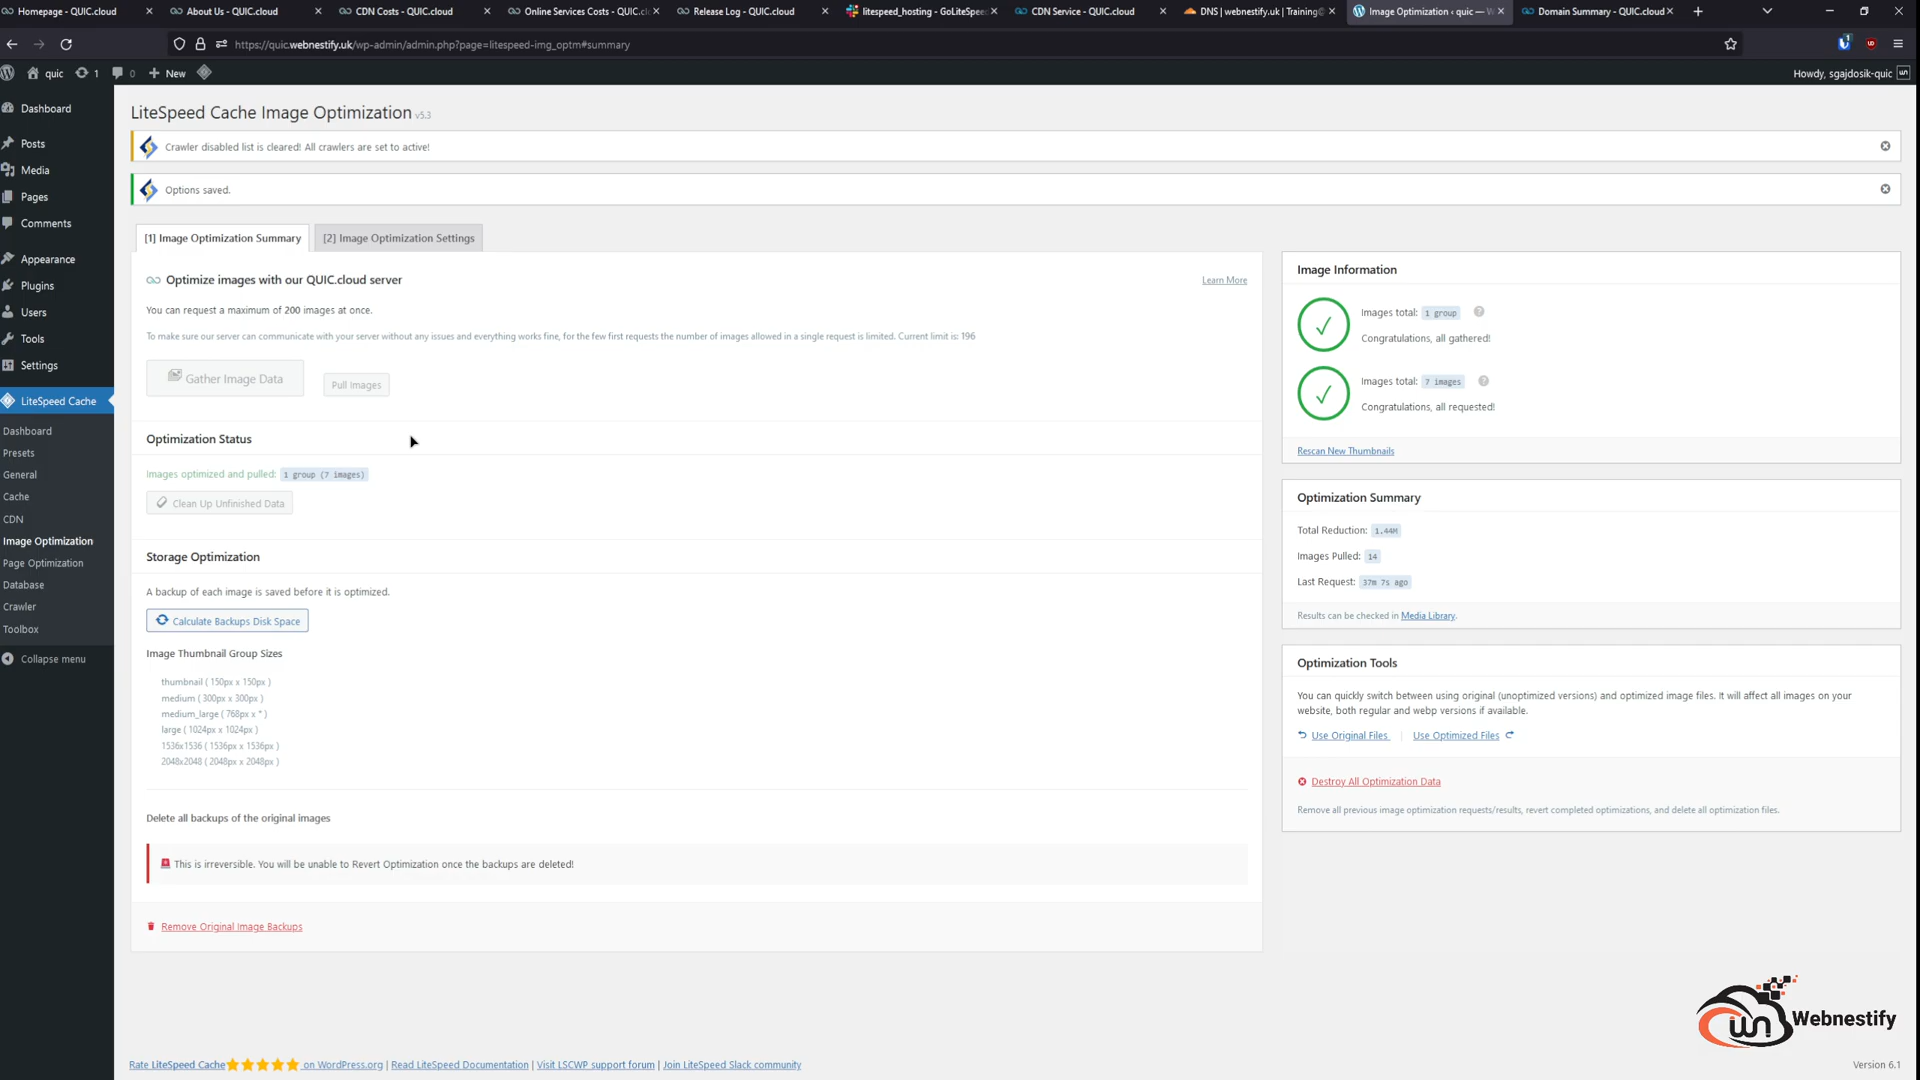 Homepage - QUIC.cloud
About Us - QUIC.cloud
CDN Costs - QUIC.cloud
Online Services Costs - QUIC.cl
Release Log - QUIC.cloud
litespeed_hosting - GoLiteSpeed
CDN Service - QUIC.cloud
DNS | webnestify.uk | Training@
Image Optimization ‹ quic — W
Domain Summary - QUIC.cloud
https://quic.webnestify.uk/wp-admin/admin.php?page=litespeed-img_optm#summary
quic
1
0
New
Howdy, sgajdosik-quic
Dashboard
Posts
Media
Pages
Comments
Appearance
Plugins
Users
Tools
Settings
LiteSpeed Cache
Dashboard
Presets
General
Cache
CDN
Image Optimization
Page Optimization
Database
Crawler
Toolbox
Collapse menu
LiteSpeed Cache Image Optimization v5.3
Crawler disabled list is cleared! All crawlers are set to active!
Options saved.
[1] Image Optimization Summary
[2] Image Optimization Settings
Optimize images with our QUIC.cloud server
Learn More
You can request a maximum of 200 images at once.
To make sure our server can communicate with your server without any issues and everything works fine, for the few first requests the number of images allowed in a single request is limited. Current limit is: 196
Gather Image Data
Pull Images
Optimization Status
Images optimized and pulled: 1 group (7 images)
Clean Up Unfinished Data
Storage Optimization
A backup of each image is saved before it is optimized.
Calculate Backups Disk Space
Image Thumbnail Group Sizes
thumbnail ( 150px x 150px )
medium ( 300px x 300px )
medium_large ( 768px x * )
large ( 1024px x 1024px )
1536x1536 ( 1536px x 1536px )
2048x2048 ( 2048px x 2048px )
Delete all backups of the original images
This is irreversible. You will be unable to Revert Optimization once the backups are deleted!
Remove Original Image Backups
Image Information
Images total: 1 group
Congratulations, all gathered!
Images total: 7 images
Congratulations, all requested!
Rescan New Thumbnails
Optimization Summary
Total Reduction: 1.44M
Images Pulled: 14
Last Request: 37m 7s ago
Results can be checked in Media Library.
Optimization Tools
You can quickly switch between using original (unoptimized versions) and optimized image files. It will affect all images on your
website, both regular and webp versions if available.
Use Original Files | Use Optimized Files
Destroy All Optimization Data
Remove all previous image optimization requests/results, revert completed optimizations, and delete all optimization files.
Webnestify
Rate LiteSpeed Cache on WordPress.org | Read LiteSpeed Documentation | Visit LSCWP support forum | Join LiteSpeed Slack community
Version 6.1